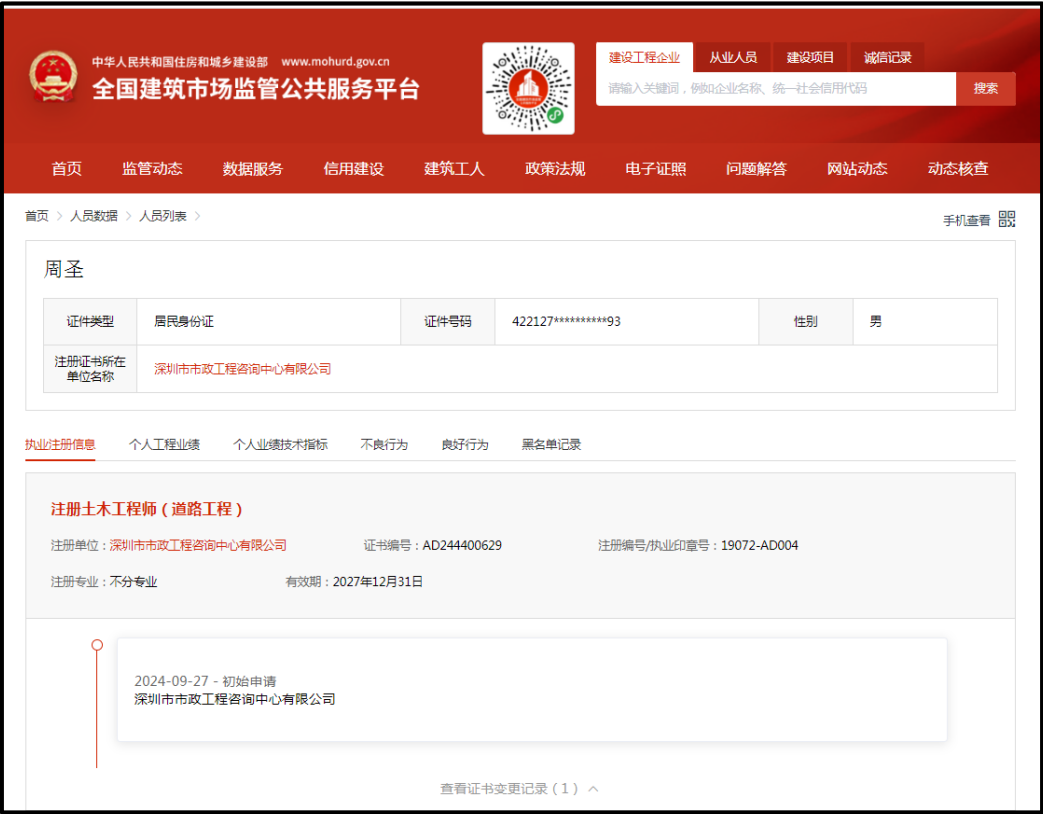 中华人民共和国住房和城乡建设部 www.mohurd.gov.cn
全国建筑市场监管公共服务平台
建设工程企业 从业人员 建设项目 诚信记录
请输入关键词，例如企业名称、统一社会信用代码 搜索
首页 监管动态 数据服务 信用建设 建筑工人 政策法规 电子证照 问题解答 网站动态 动态核查
首页 > 人员数据 > 人员列表 >
手机查看
周圣
证件类型 居民身份证 证件号码 422127**********93 性别 男
注册证书所在
单位名称
深圳市市政工程咨询中心有限公司
执业注册信息 个人工程业绩 个人业绩技术指标 不良行为 良好行为 黑名单记录
注册土木工程师（道路工程）
注册单位：深圳市市政工程咨询中心有限公司 证书编号：AD244400629 注册编号/执业印章号：19072-AD004
注册专业：不分专业 有效期：2027年12月31日
2024-09-27 - 初始申请
深圳市市政工程咨询中心有限公司
查看证书变更记录（1）